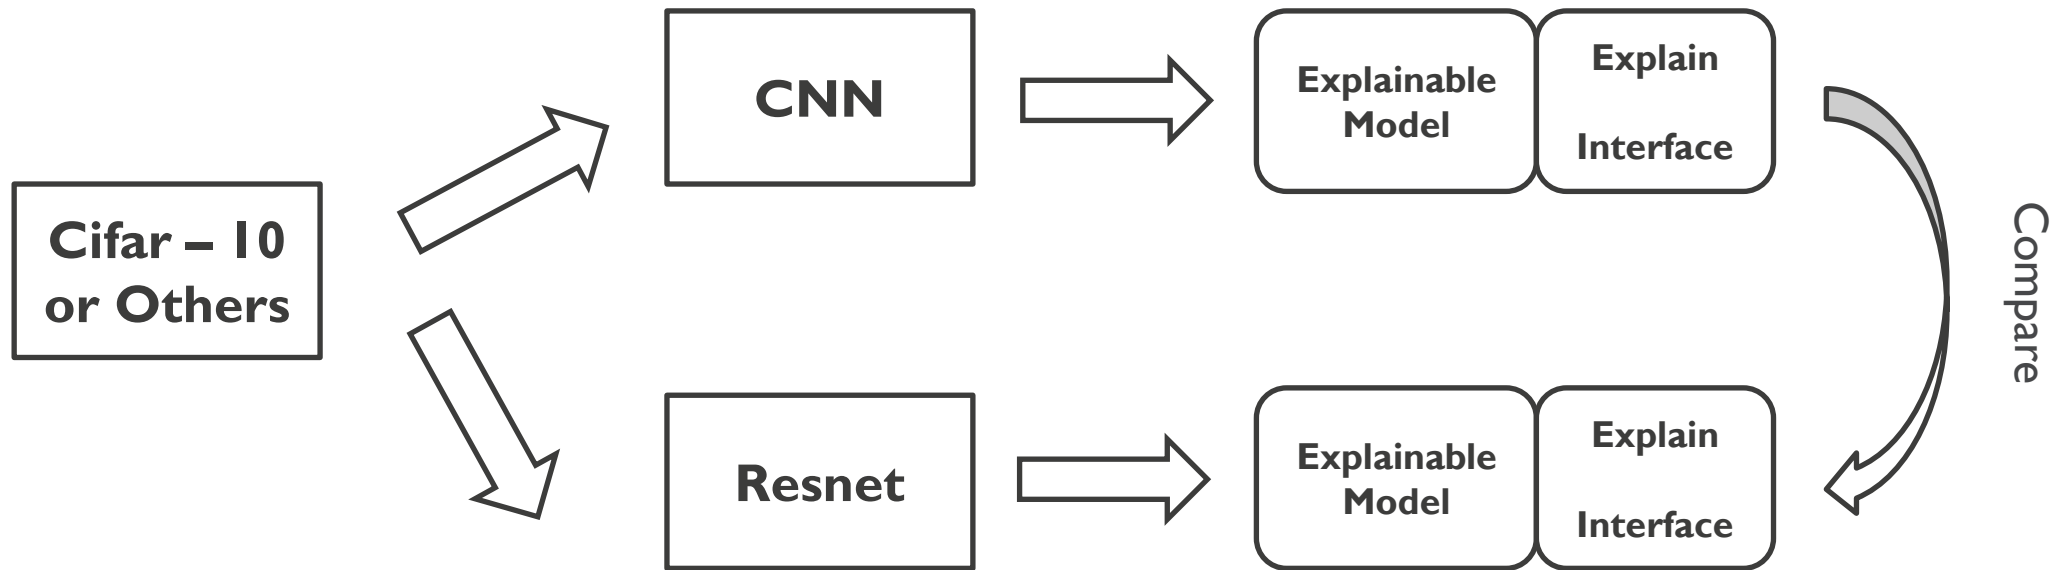 CNN
Explainable
Model
Explain
Interface
Cifar – 10
or Others
Compare
Resnet
Explainable
Model
Explain
Interface